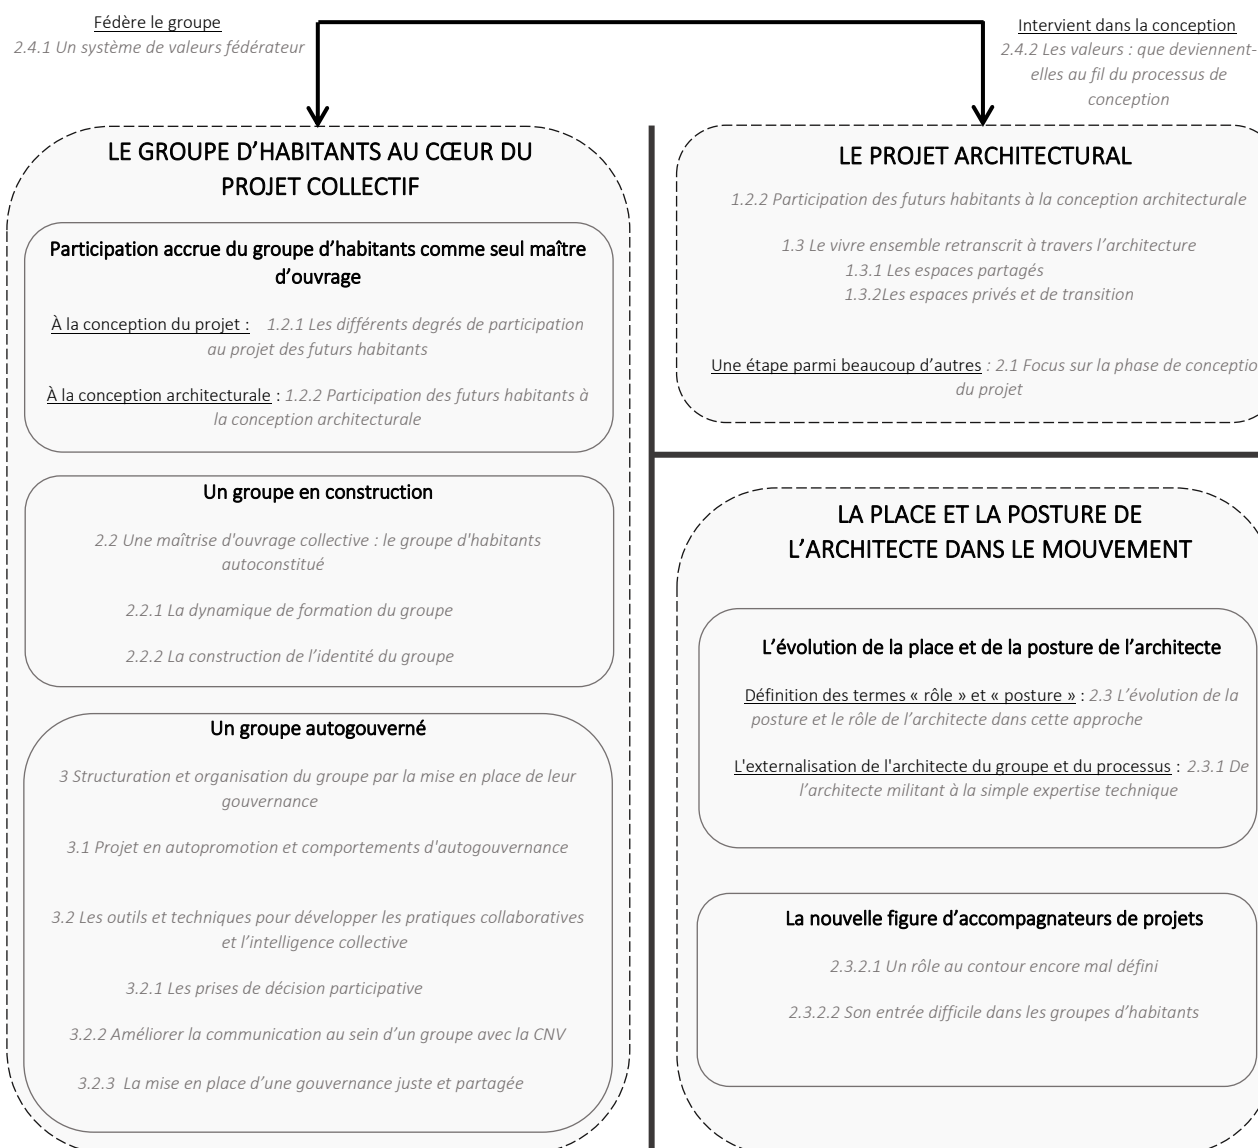 Fédère le groupe
2.4.1 Un système de valeurs fédérateur
Intervient dans la conception
2.4.2 Les valeurs : que deviennent-
elles au fil du processus de
conception
LE GROUPE D’HABITANTS AU CŒUR DU
PROJET COLLECTIF
Participation accrue du groupe d’habitants comme seul maître
d’ouvrage
À la conception du projet : 1.2.1 Les différents degrés de participation
au projet des futurs habitants
À la conception architecturale : 1.2.2 Participation des futurs habitants à
la conception architecturale
Un groupe en construction
2.2 Une maîtrise d'ouvrage collective : le groupe d'habitants
autoconstitué
2.2.1 La dynamique de formation du groupe
2.2.2 La construction de l’identité du groupe
Un groupe autogouverné
3 Structuration et organisation du groupe par la mise en place de leur
gouvernance
3.1 Projet en autopromotion et comportements d'autogouvernance
3.2 Les outils et techniques pour développer les pratiques collaboratives
et l’intelligence collective
3.2.1 Les prises de décision participative
3.2.2 Améliorer la communication au sein d’un groupe avec la CNV
3.2.3 La mise en place d’une gouvernance juste et partagée
LE PROJET ARCHITECTURAL
1.2.2 Participation des futurs habitants à la conception architecturale
1.3 Le vivre ensemble retranscrit à travers l’architecture
1.3.1 Les espaces partagés
1.3.2Les espaces privés et de transition
Une étape parmi beaucoup d’autres : 2.1 Focus sur la phase de conceptio
du projet
LA PLACE ET LA POSTURE DE
L’ARCHITECTE DANS LE MOUVEMENT
L’évolution de la place et de la posture de l’architecte
Définition des termes « rôle » et « posture » : 2.3 L’évolution de la
posture et le rôle de l’architecte dans cette approche
L'externalisation de l'architecte du groupe et du processus : 2.3.1 De
l’architecte militant à la simple expertise technique
La nouvelle figure d’accompagnateurs de projets
2.3.2.1 Un rôle au contour encore mal défini
2.3.2.2 Son entrée difficile dans les groupes d’habitants